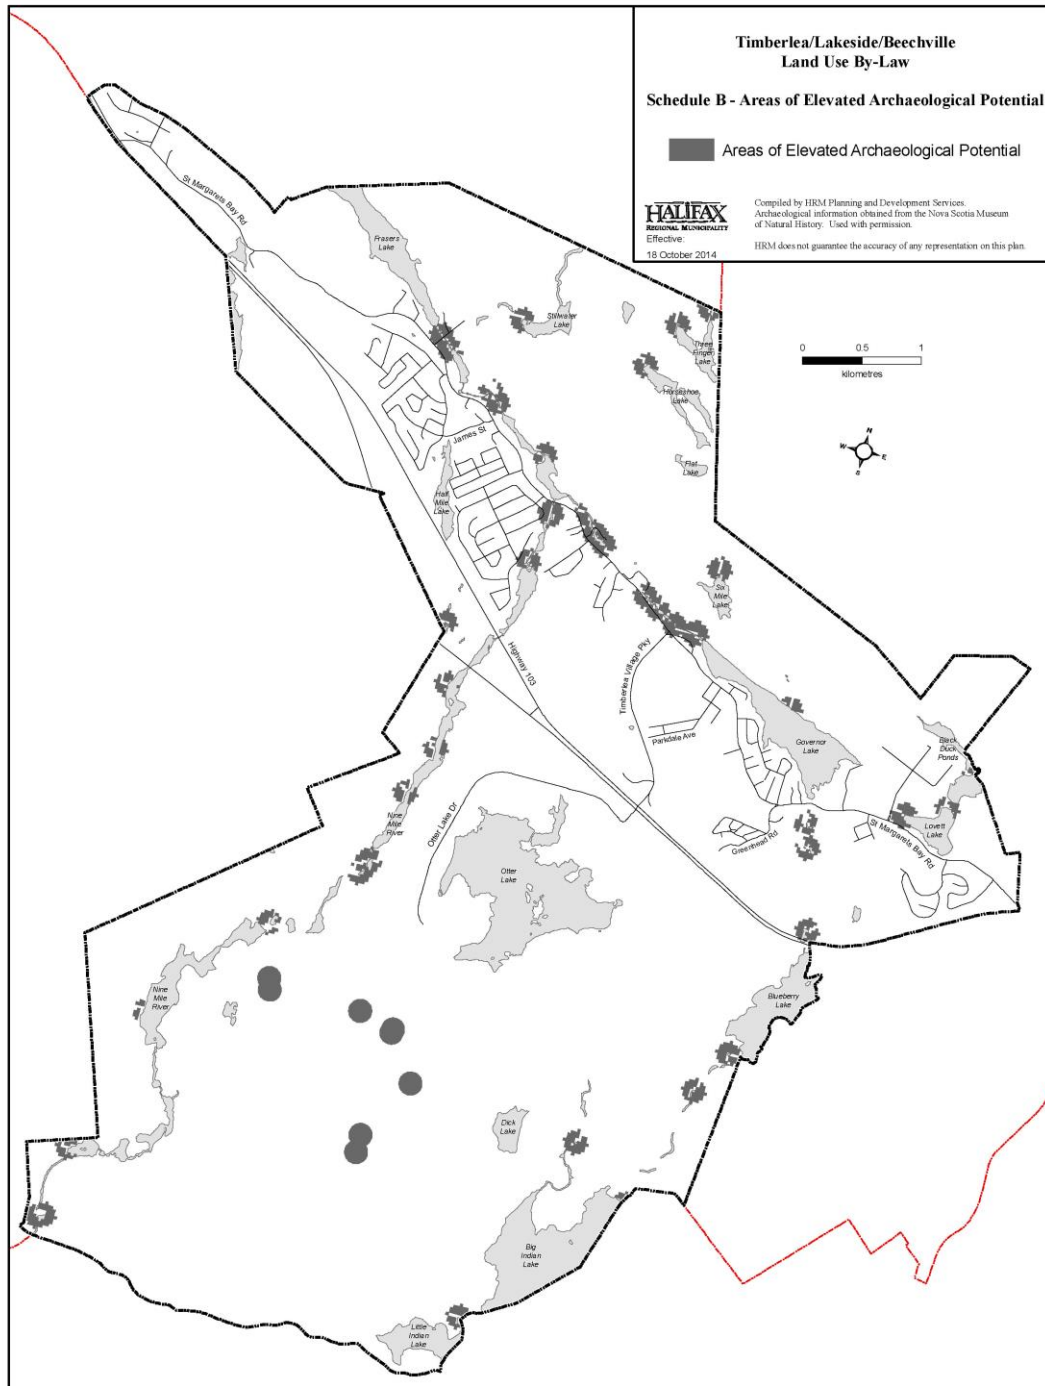 Timberlea/Lakeside/Beechville
Land Use By-Law
Schedule B - Areas of Elevated Archaeological Potential
Areas of Elevated Archaeological Potential
HALIFAX
REGIONAL MUNICIPALITY
Effective:
18 October 2014
Compiled by HRM Planning and Development Services.
Archaeological information obtained from the Nova Scotia Museum
of Natural History. Used with permission.
HRM does not guarantee the accuracy of any representation on this plan.
St Margarets Bay Rd
Frasers
Lake
Stillwater
Lake
Three
Finger
Lake
Horseshoe
Lake
Flat
Lake
0 0.5 1
kilometres
N
W
E
S
James St
Half
Mile
Lake
Six
Mile
Lake
Highway 103
Timberlea Village Pky
Parkdale Ave
Governor
Lake
Black
Duck
Ponds
Nine
Mile
River
Otter Lake Dr
Greenhead Rd
St Margarets Bay Rd
Lovett
Lake
Otter
Lake
Nine
Mile
River
Blueberry
Lake
Dick
Lake
Big
Indian
Lake
Little
Indian
Lake